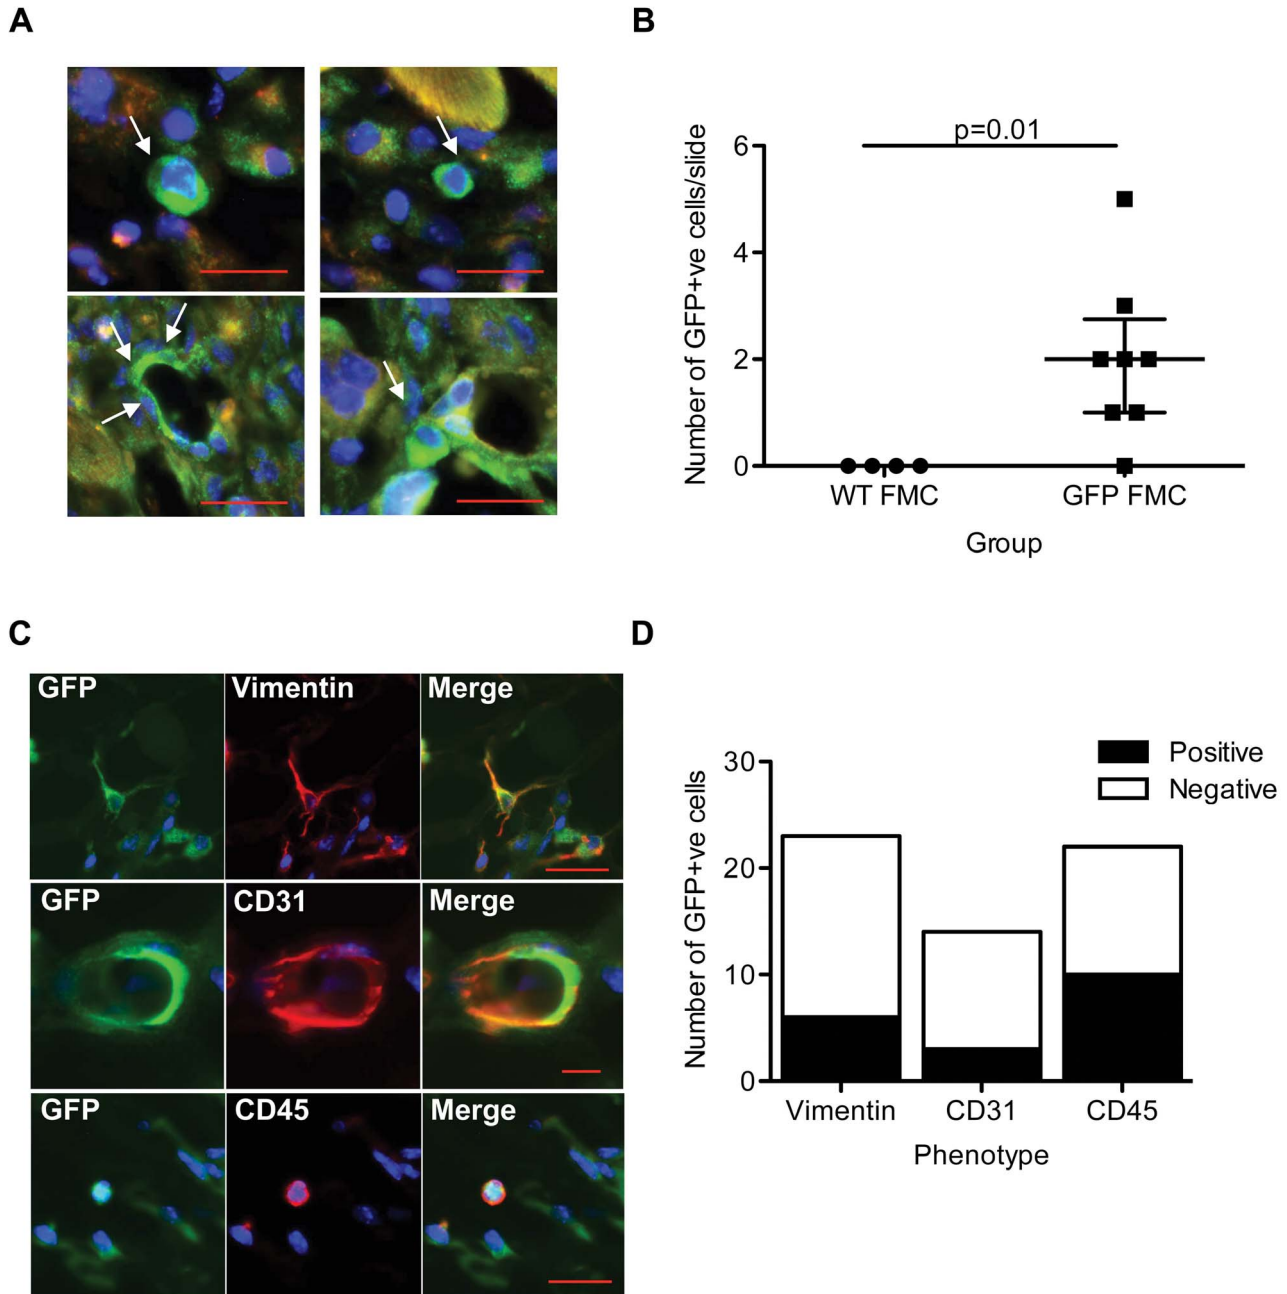 A
B
p=0.01
Number of GFP+ve cells/slide
6
4
2
0
WT FMC
GFP FMC
Group
C
GFP
Vimentin
Merge
GFP
CD31
Merge
GFP
CD45
Merge
D
Positive
Negative
Number of GFP+ve cells
30
20
10
0
Vimentin
CD31
CD45
Phenotype